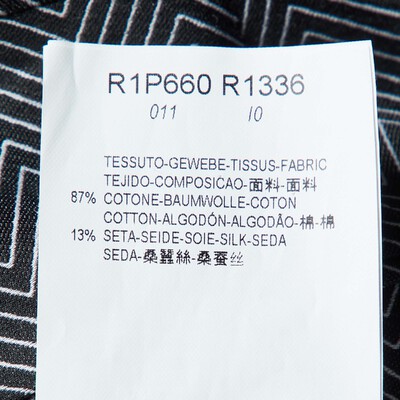 R1P660 R1336
011 I0
TESSUTO-GEWEBE-TISSUS-FABRIC
TEJIDO-COMPOSICAO-面料-面料
87% COTONE-BAUMWOLLE-COTON
COTTON-ALGODÓN-ALGODÃO-棉-棉
13% SETA-SEIDE-SOIE-SILK-SEDA
SEDA-桑蠶絲-桑蚕丝